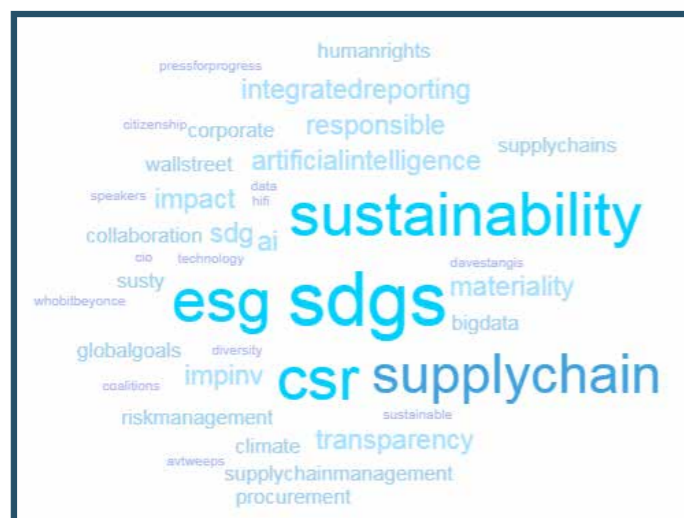 humanrights
pressforprogress
integratedreporting
citizenship corporate responsible
supplychains
wallstreet artificialintelligence
speakers impact data
hifi
sustainability
collaboration sdg ai
cio technology
davestangis
susty esg sdgs materiality
whobitbeyonce
bigdata
globalgoals diversity
impinv csr supplychain
coalitions
riskmanagement sustainable
climate transparency
avtweeps
supplychainmanagement
procurement